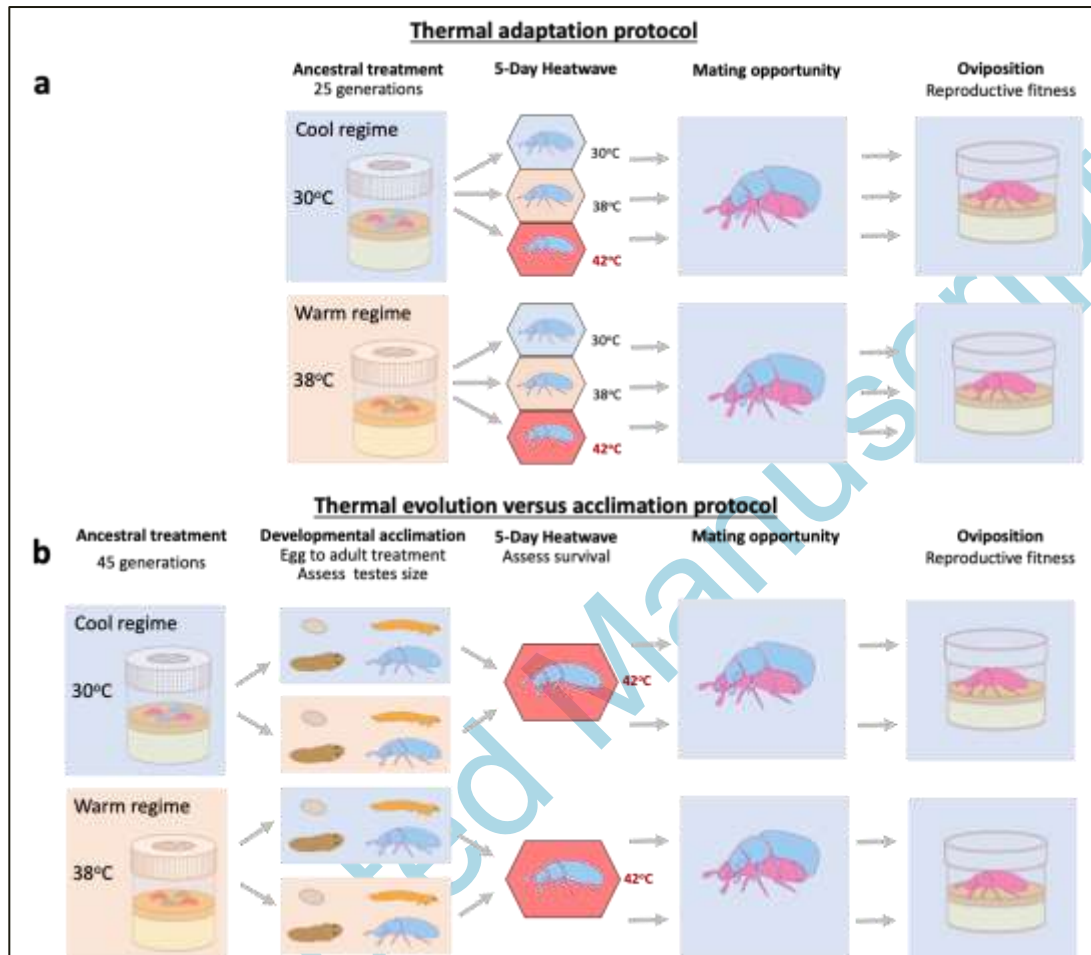 Thermal adaptation protocol
a
Ancestral treatment
25 generations
5-Day Heatwave
Mating opportunity
Oviposition
Reproductive fitness
Cool regime
30°C
30°C
38°C
42°C
Warm regime
38°C
30°C
38°C
42°C
Thermal evolution versus acclimation protocol
b
Ancestral treatment
45 generations
Developmental acclimation
Egg to adult treatment
Assess testes size
5-Day Heatwave
Assess survival
Mating opportunity
Oviposition
Reproductive fitness
Cool regime
30°C
42°C
Warm regime
38°C
42°C
ted Manuscript